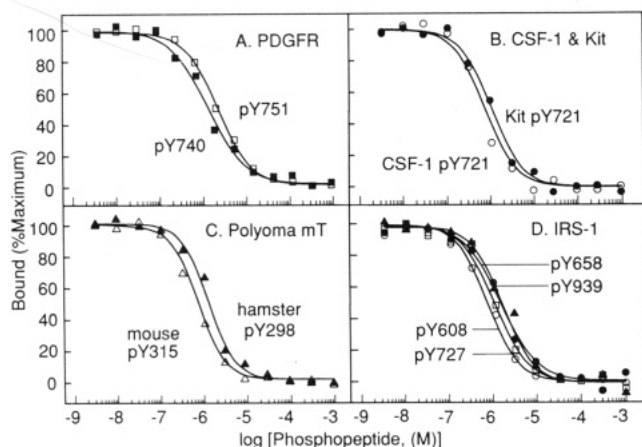 100
80
60
40
20
0
A. PDGFR
pY751
pY740
B. CSF-1 & Kit
Kit pY721
CSF-1 pY721
100
80
60
40
20
0
C. Polyoma mT
hamster
pY298
mouse
pY315
D. IRS-1
pY658
pY939
pY608
pY727
Bound (%Maximum)
-9 -8 -7 -6 -5 -4 -3 -9 -8 -7 -6 -5 -4 -3
log [Phosphopeptide, (M)]